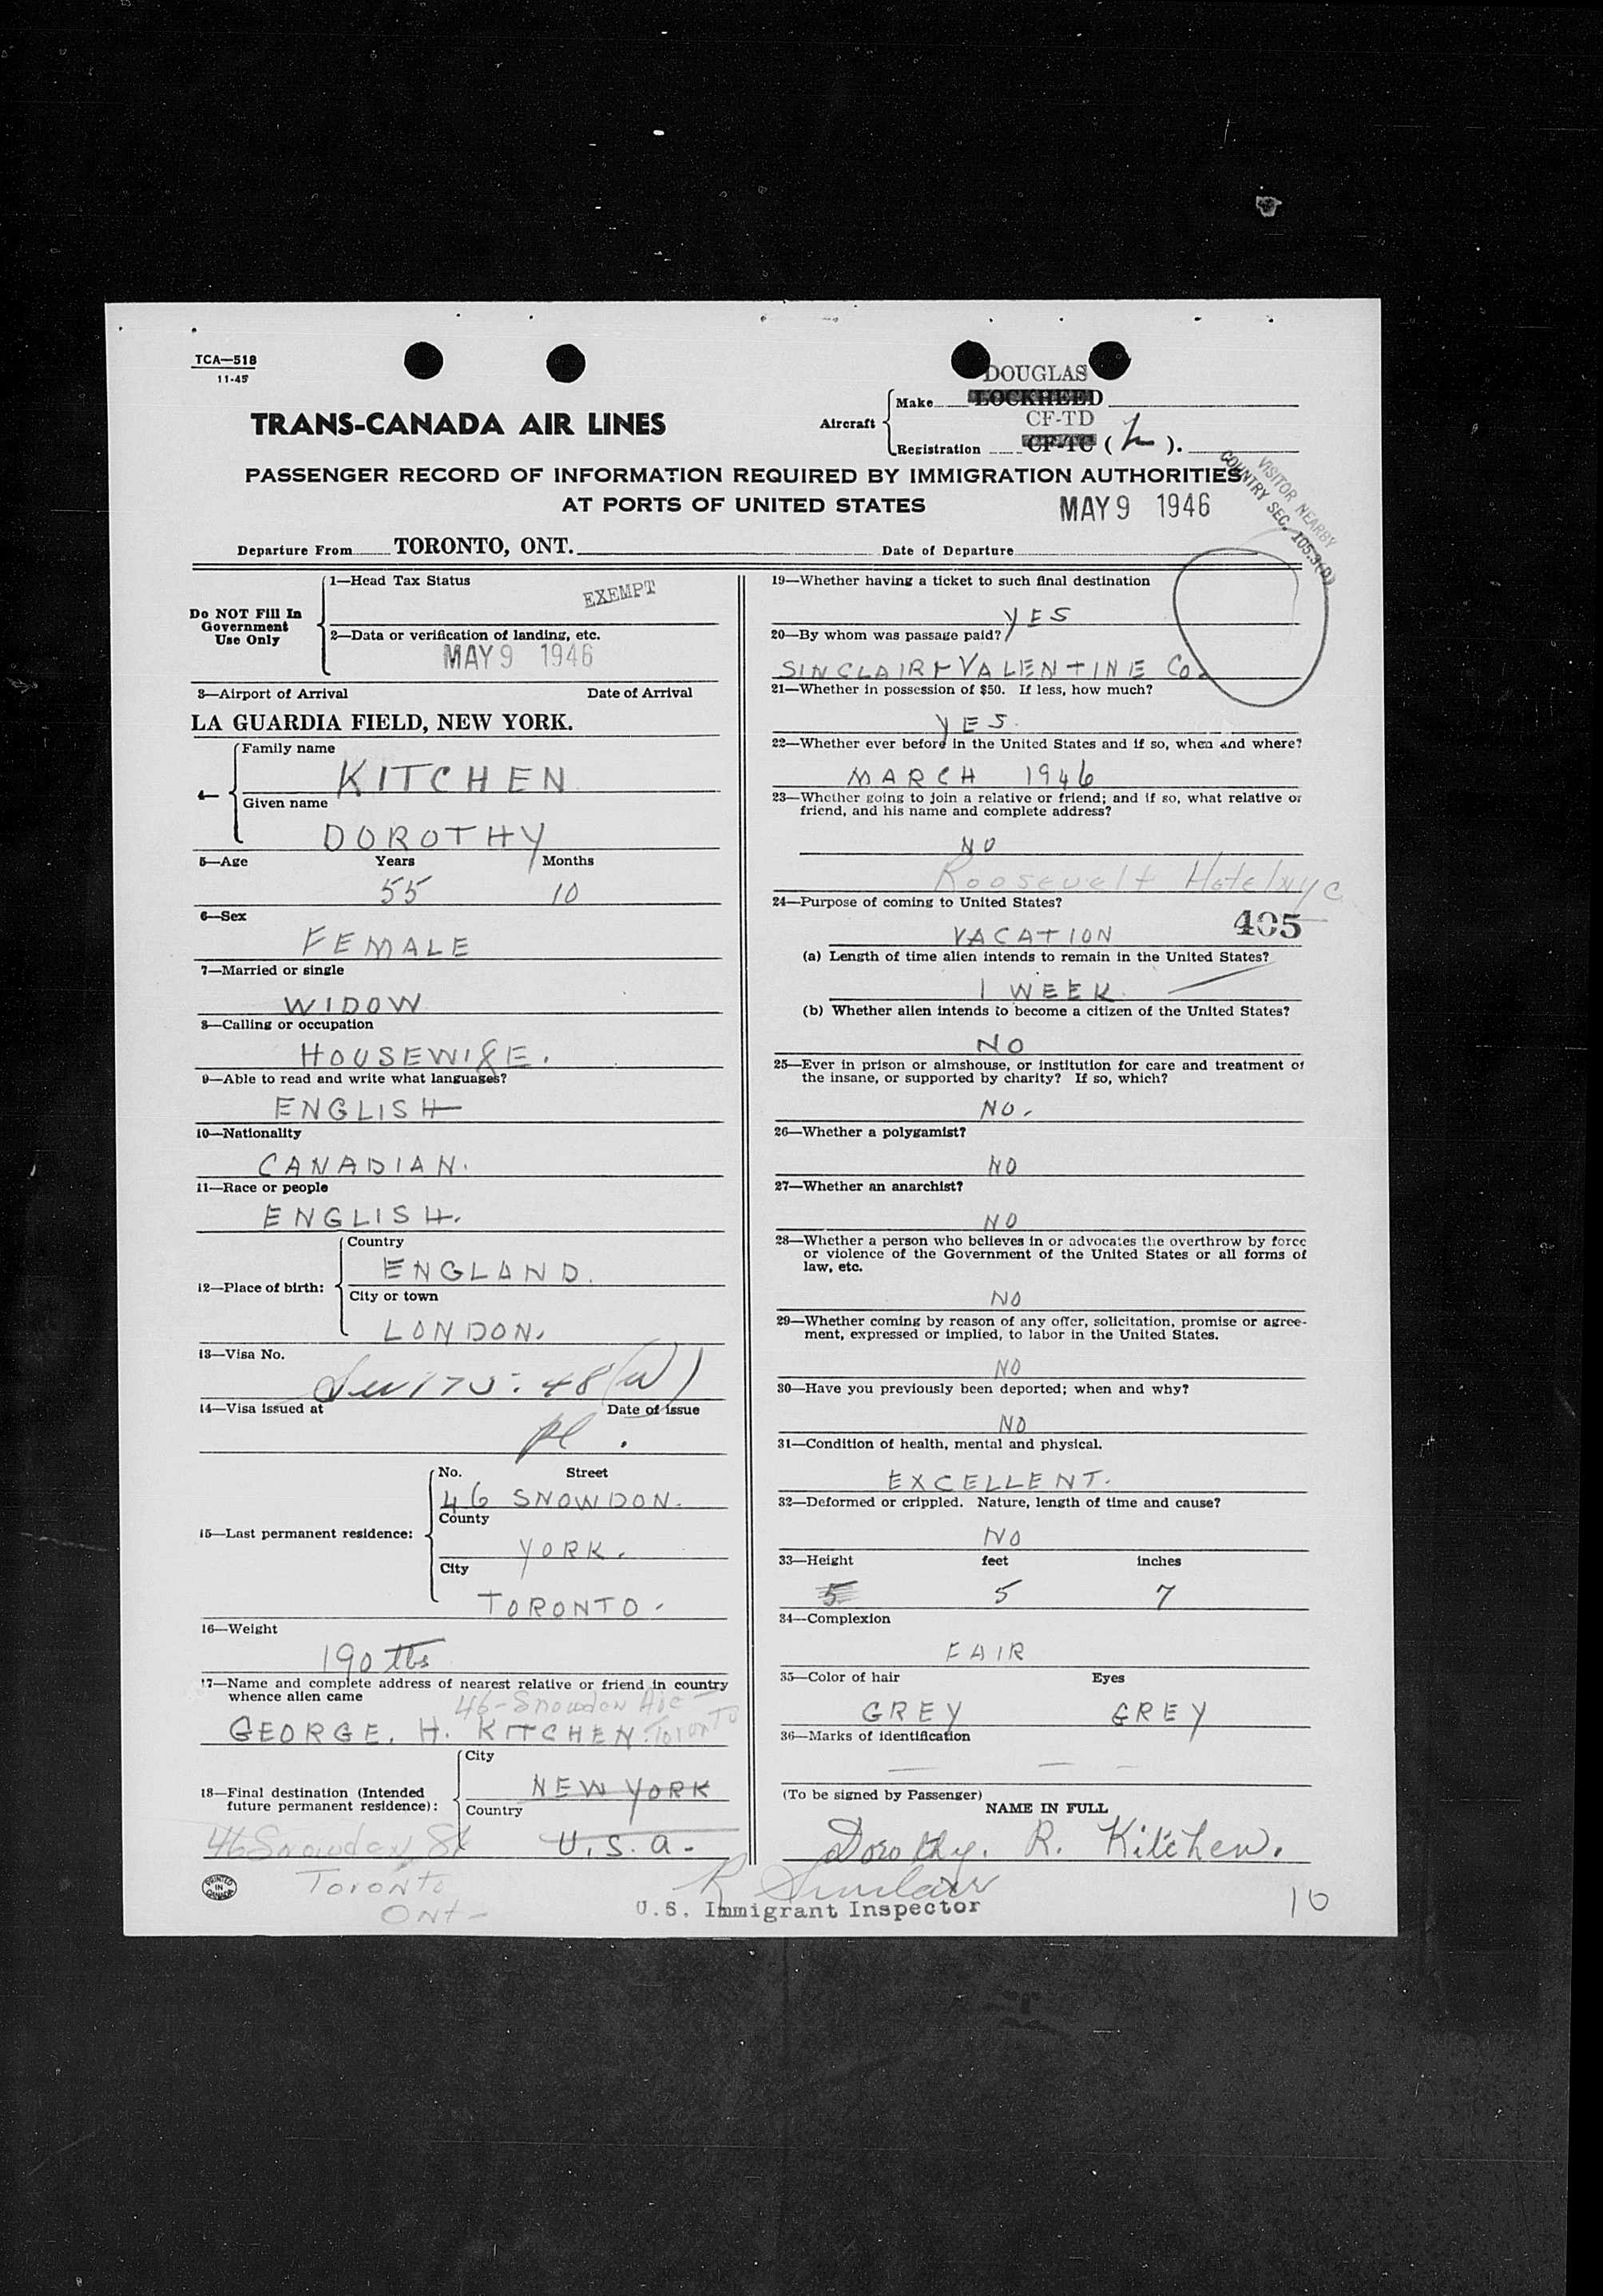 TCA—518
11-45
TRANS-CANADA AIR LINES
Aircraft
Make
DOUGLAS
LOCKHEED
Registration
CF-TD
CF-TC ( ).
PASSENGER RECORD OF INFORMATION REQUIRED BY IMMIGRATION AUTHORITIES
AT PORTS OF UNITED STATES
MAY 9 1946
VISITOR NEARBY
COUNTRY SEC. 105.3(D)
Departure From TORONTO, ONT.
Date of Departure
Do NOT Fill In
Government
Use Only
1—Head Tax Status
EXEMPT
2—Data or verification of landing, etc.
MAY 9 1946
3—Airport of Arrival Date of Arrival
LA GUARDIA FIELD, NEW YORK.
4—
Family name
KITCHEN
Given name
DOROTHY
5—Age Years Months
55 10
6—Sex
FEMALE
7—Married or single
WIDOW
8—Calling or occupation
HOUSEWIFE.
9—Able to read and write what languages?
ENGLISH
10—Nationality
CANADIAN.
11—Race or people
ENGLISH.
12—Place of birth:
Country
ENGLAND.
City or town
LONDON.
13—Visa No.
14—Visa issued at Date of issue
15—Last permanent residence:
No. Street
46 SNOWDON.
County
YORK.
City
TORONTO.
16—Weight
190 lbs
17—Name and complete address of nearest relative or friend in country
whence alien came
46-Snowden Ave
GEORGE. H. KITCHEN. Toronto
18—Final destination (Intended
future permanent residence):
City
NEW YORK
Country
U.S.A.
46 Snowden St
Toronto
Ont-
PRINTED
IN
CANADA
19—Whether having a ticket to such final destination
YES
20—By whom was passage paid?
SINCLAIR & VALENTINE Co.
21—Whether in possession of $50. If less, how much?
YES.
22—Whether ever before in the United States and if so, when and where?
MARCH 1946
23—Whether going to join a relative or friend; and if so, what relative or
friend, and his name and complete address?
NO
Roosevelt Hotel NYC
24—Purpose of coming to United States?
405
VACATION
(a) Length of time alien intends to remain in the United States?
1 WEEK
(b) Whether alien intends to become a citizen of the United States?
NO
25—Ever in prison or almshouse, or institution for care and treatment of
the insane, or supported by charity? If so, which?
NO.
26—Whether a polygamist?
NO
27—Whether an anarchist?
NO
28—Whether a person who believes in or advocates the overthrow by force
or violence of the Government of the United States or all forms of
law, etc.
NO
29—Whether coming by reason of any offer, solicitation, promise or agree-
ment, expressed or implied, to labor in the United States.
NO
30—Have you previously been deported; when and why?
NO
31—Condition of health, mental and physical.
EXCELLENT.
32—Deformed or crippled. Nature, length of time and cause?
NO
33—Height feet inches
5 5 7
34—Complexion
FAIR
35—Color of hair Eyes
GREY GREY
36—Marks of identification
(To be signed by Passenger)
NAME IN FULL
Dorothy. R. Kitchen.
R Sinclair
U.S. Immigrant Inspector
10